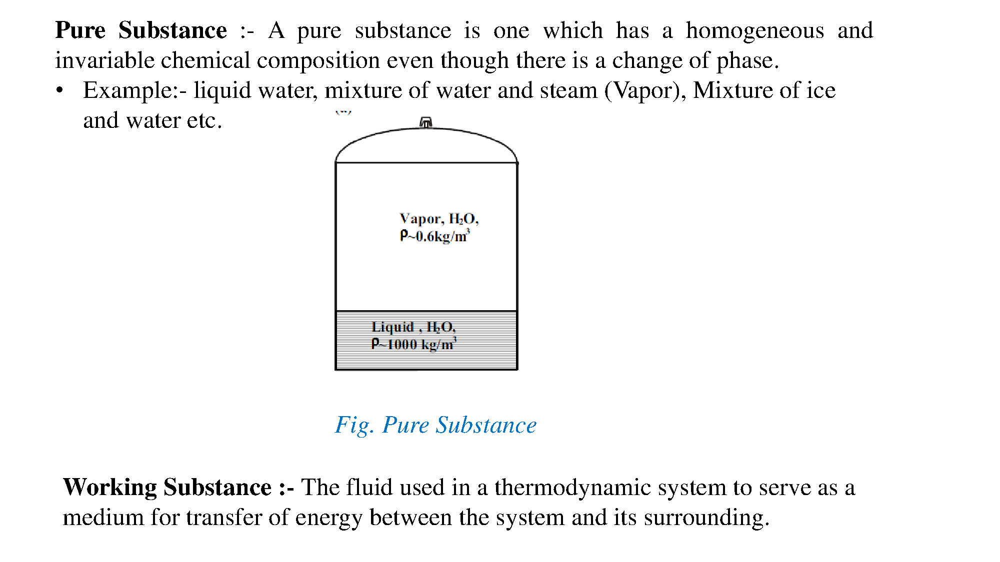 Pure Substance :- A pure substance is one which has a homogeneous and
invariable chemical composition even though there is a change of phase.
• Example:- liquid water, mixture of water and steam (Vapor), Mixture of ice
and water etc.
Vapor, H₂O,
ρ~0.6kg/m³
Liquid , H₂O,
ρ~1000 kg/m³
Fig. Pure Substance
Working Substance :- The fluid used in a thermodynamic system to serve as a
medium for transfer of energy between the system and its surrounding.